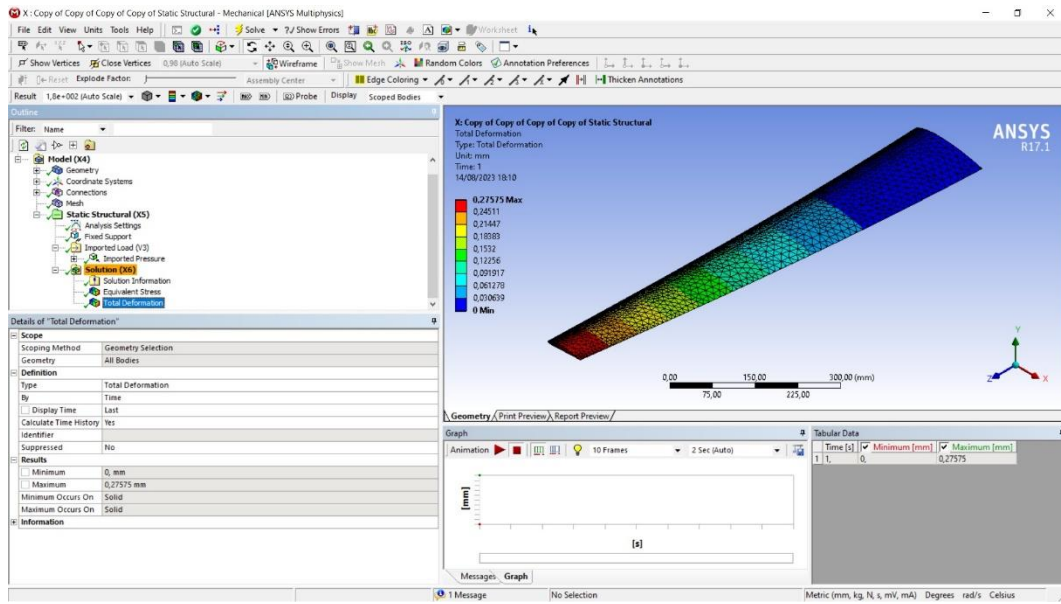 X : Copy of Copy of Copy of Copy of Static Structural - Mechanical [ANSYS Multiphysics]
File Edit View Units Tools Help Solve ?/ Show Errors Worksheet
Show Vertices Close Vertices 0,98 (Auto Scale) Wireframe Show Mesh Random Colors Annotation Preferences
Reset Explode Factor: Assembly Center Edge Coloring Thicken Annotations
Result 1,8e+002 (Auto Scale) Probe Display Scoped Bodies
Outline
Filter: Name
Model (X4)
Geometry
Coordinate Systems
Connections
Mesh
Static Structural (X5)
Analysis Settings
Fixed Support
Imported Load (V3)
Imported Pressure
Solution (X6)
Solution Information
Equivalent Stress
Total Deformation
Details of "Total Deformation"
Scope
Scoping Method Geometry Selection
Geometry All Bodies
Definition
Type Total Deformation
By Time
Display Time Last
Calculate Time History Yes
Identifier
Suppressed No
Results
Minimum 0, mm
Maximum 0,27575 mm
Minimum Occurs On Solid
Maximum Occurs On Solid
Information
X: Copy of Copy of Copy of Copy of Static Structural
Total Deformation
Type: Total Deformation
Unit: mm
Time: 1
14/08/2023 18:10
0,27575 Max
0,24511
0,21447
0,18383
0,1532
0,12256
0,091917
0,061278
0,030639
0 Min
ANSYS
R17.1
Y
Z X
0,00 150,00 300,00 (mm)
75,00 225,00
Geometry Print Preview Report Preview
Graph
Animation 10 Frames 2 Sec (Auto)
[mm]
[s]
Messages Graph
Tabular Data
Time [s] Minimum [mm] Maximum [mm]
1 1, 0, 0,27575
1 Message No Selection Metric (mm, kg, N, s, mV, mA) Degrees rad/s Celsius